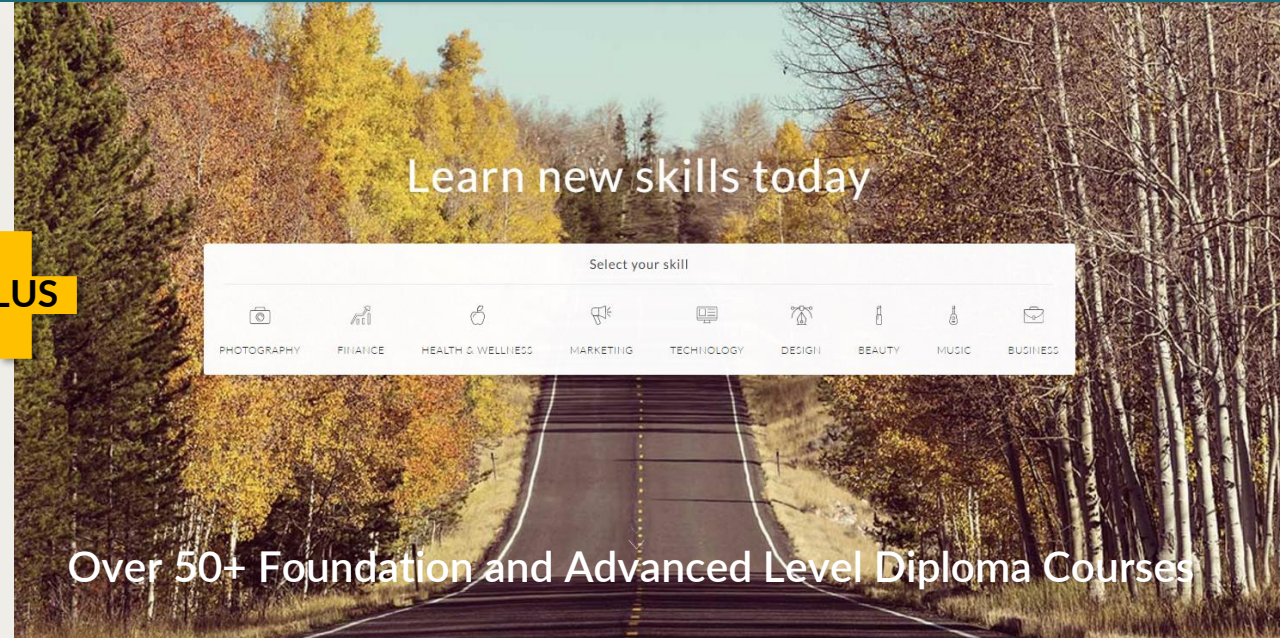 Learn new skills today
Select your skill
LUS
PHOTOGRAPHY FINANCE HEALTH & WELLNESS MARKETING TECHNOLOGY DESIGN BEAUTY MUSIC BUSINESS
Over 50+ Foundation and Advanced Level Diploma Courses